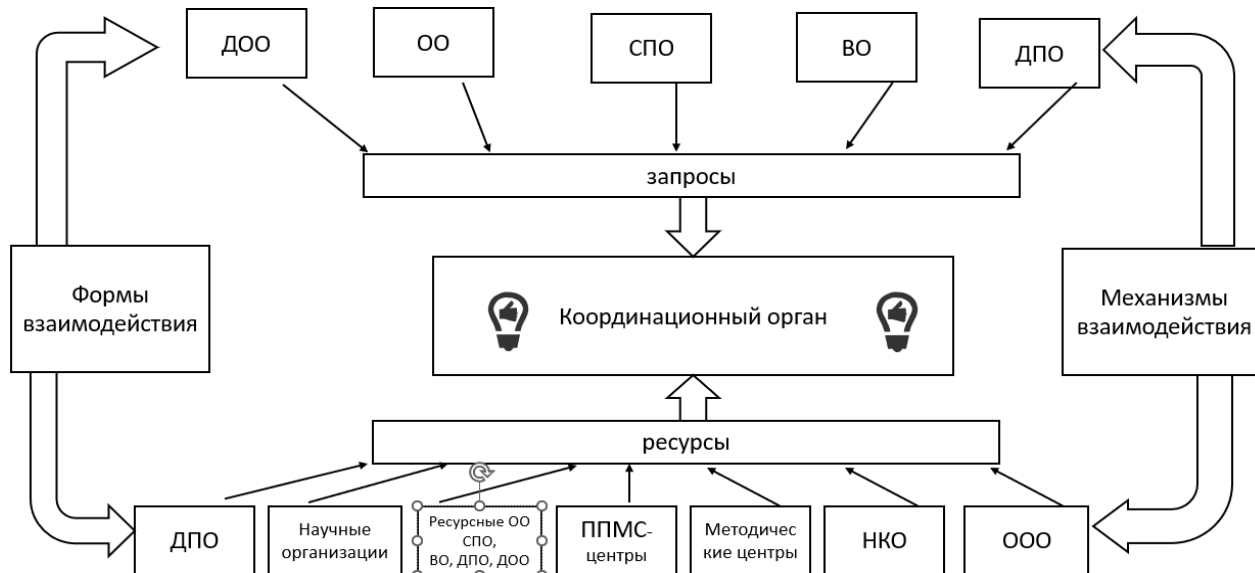 ДОО
ОО
СПО
ВО
ДПО
запросы
Формы
взаимодействия
Координационный орган
Механизмы
взаимодействия
ресурсы
ДПО
Научные
организации
Ресурсные ОО
СПО,
ВО, ДПО, ДОО
ППМС-
центры
Методичес
кие центры
НКО
ООО